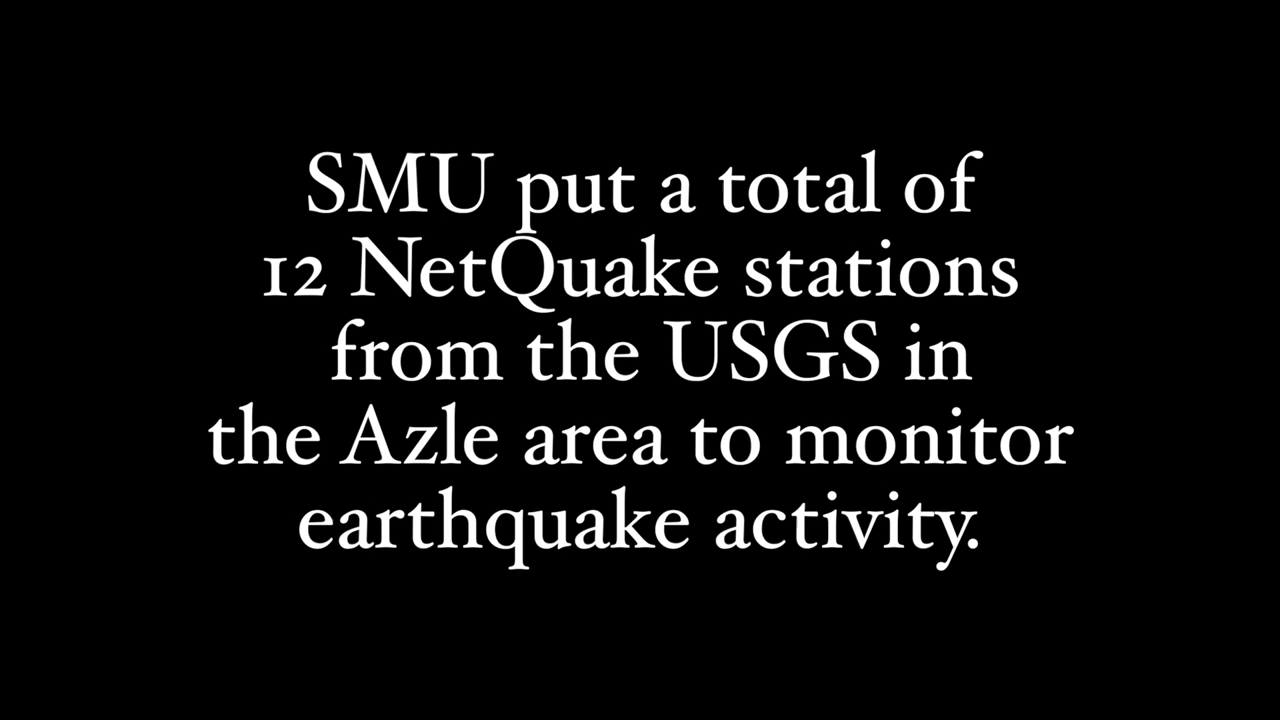 SMU put a total of
12 NetQuake stations
from the USGS in
the Azle area to monitor
earthquake activity.